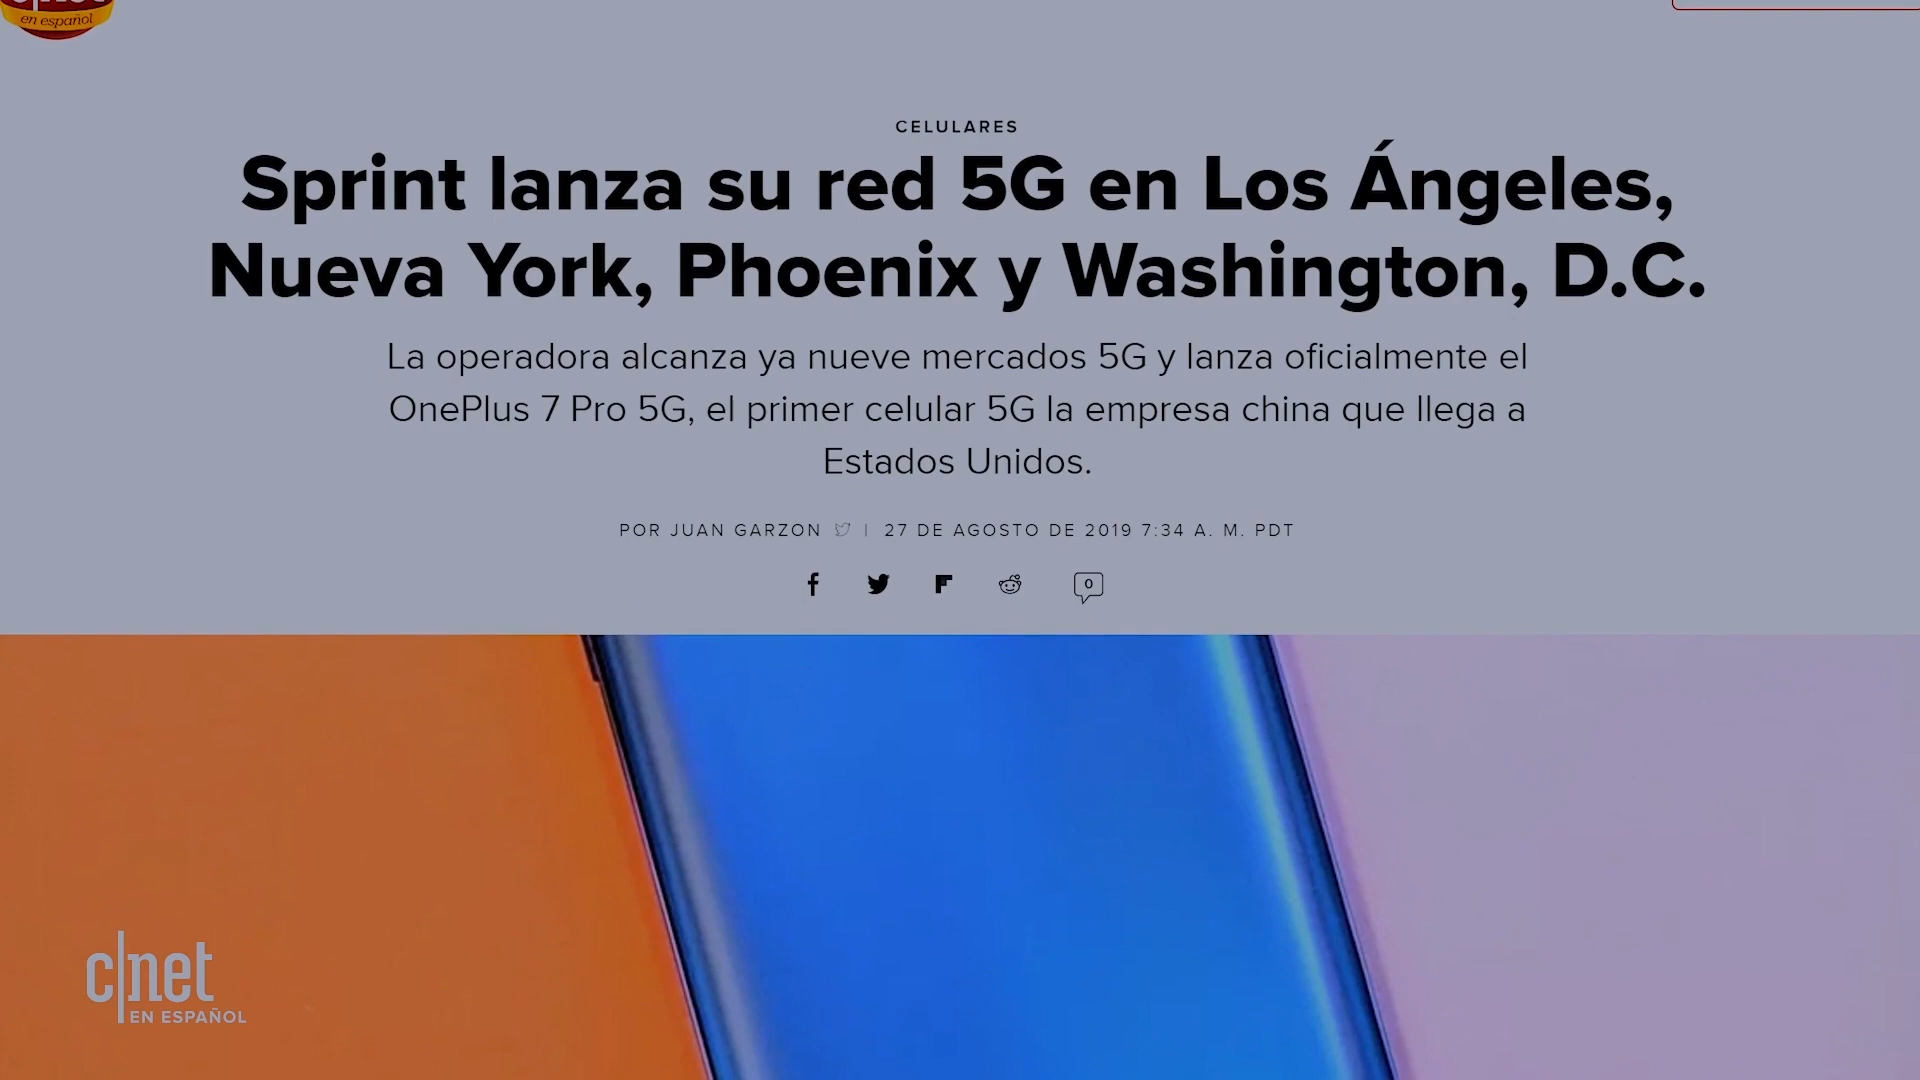 en español
CELULARES
Sprint lanza su red 5G en Los Ángeles,
Nueva York, Phoenix y Washington, D.C.
La operadora alcanza ya nueve mercados 5G y lanza oficialmente el
OnePlus 7 Pro 5G, el primer celular 5G la empresa china que llega a
Estados Unidos.
POR JUAN GARZON | 27 DE AGOSTO DE 2019 7:34 A. M. PDT
0
c|net
EN ESPAÑOL